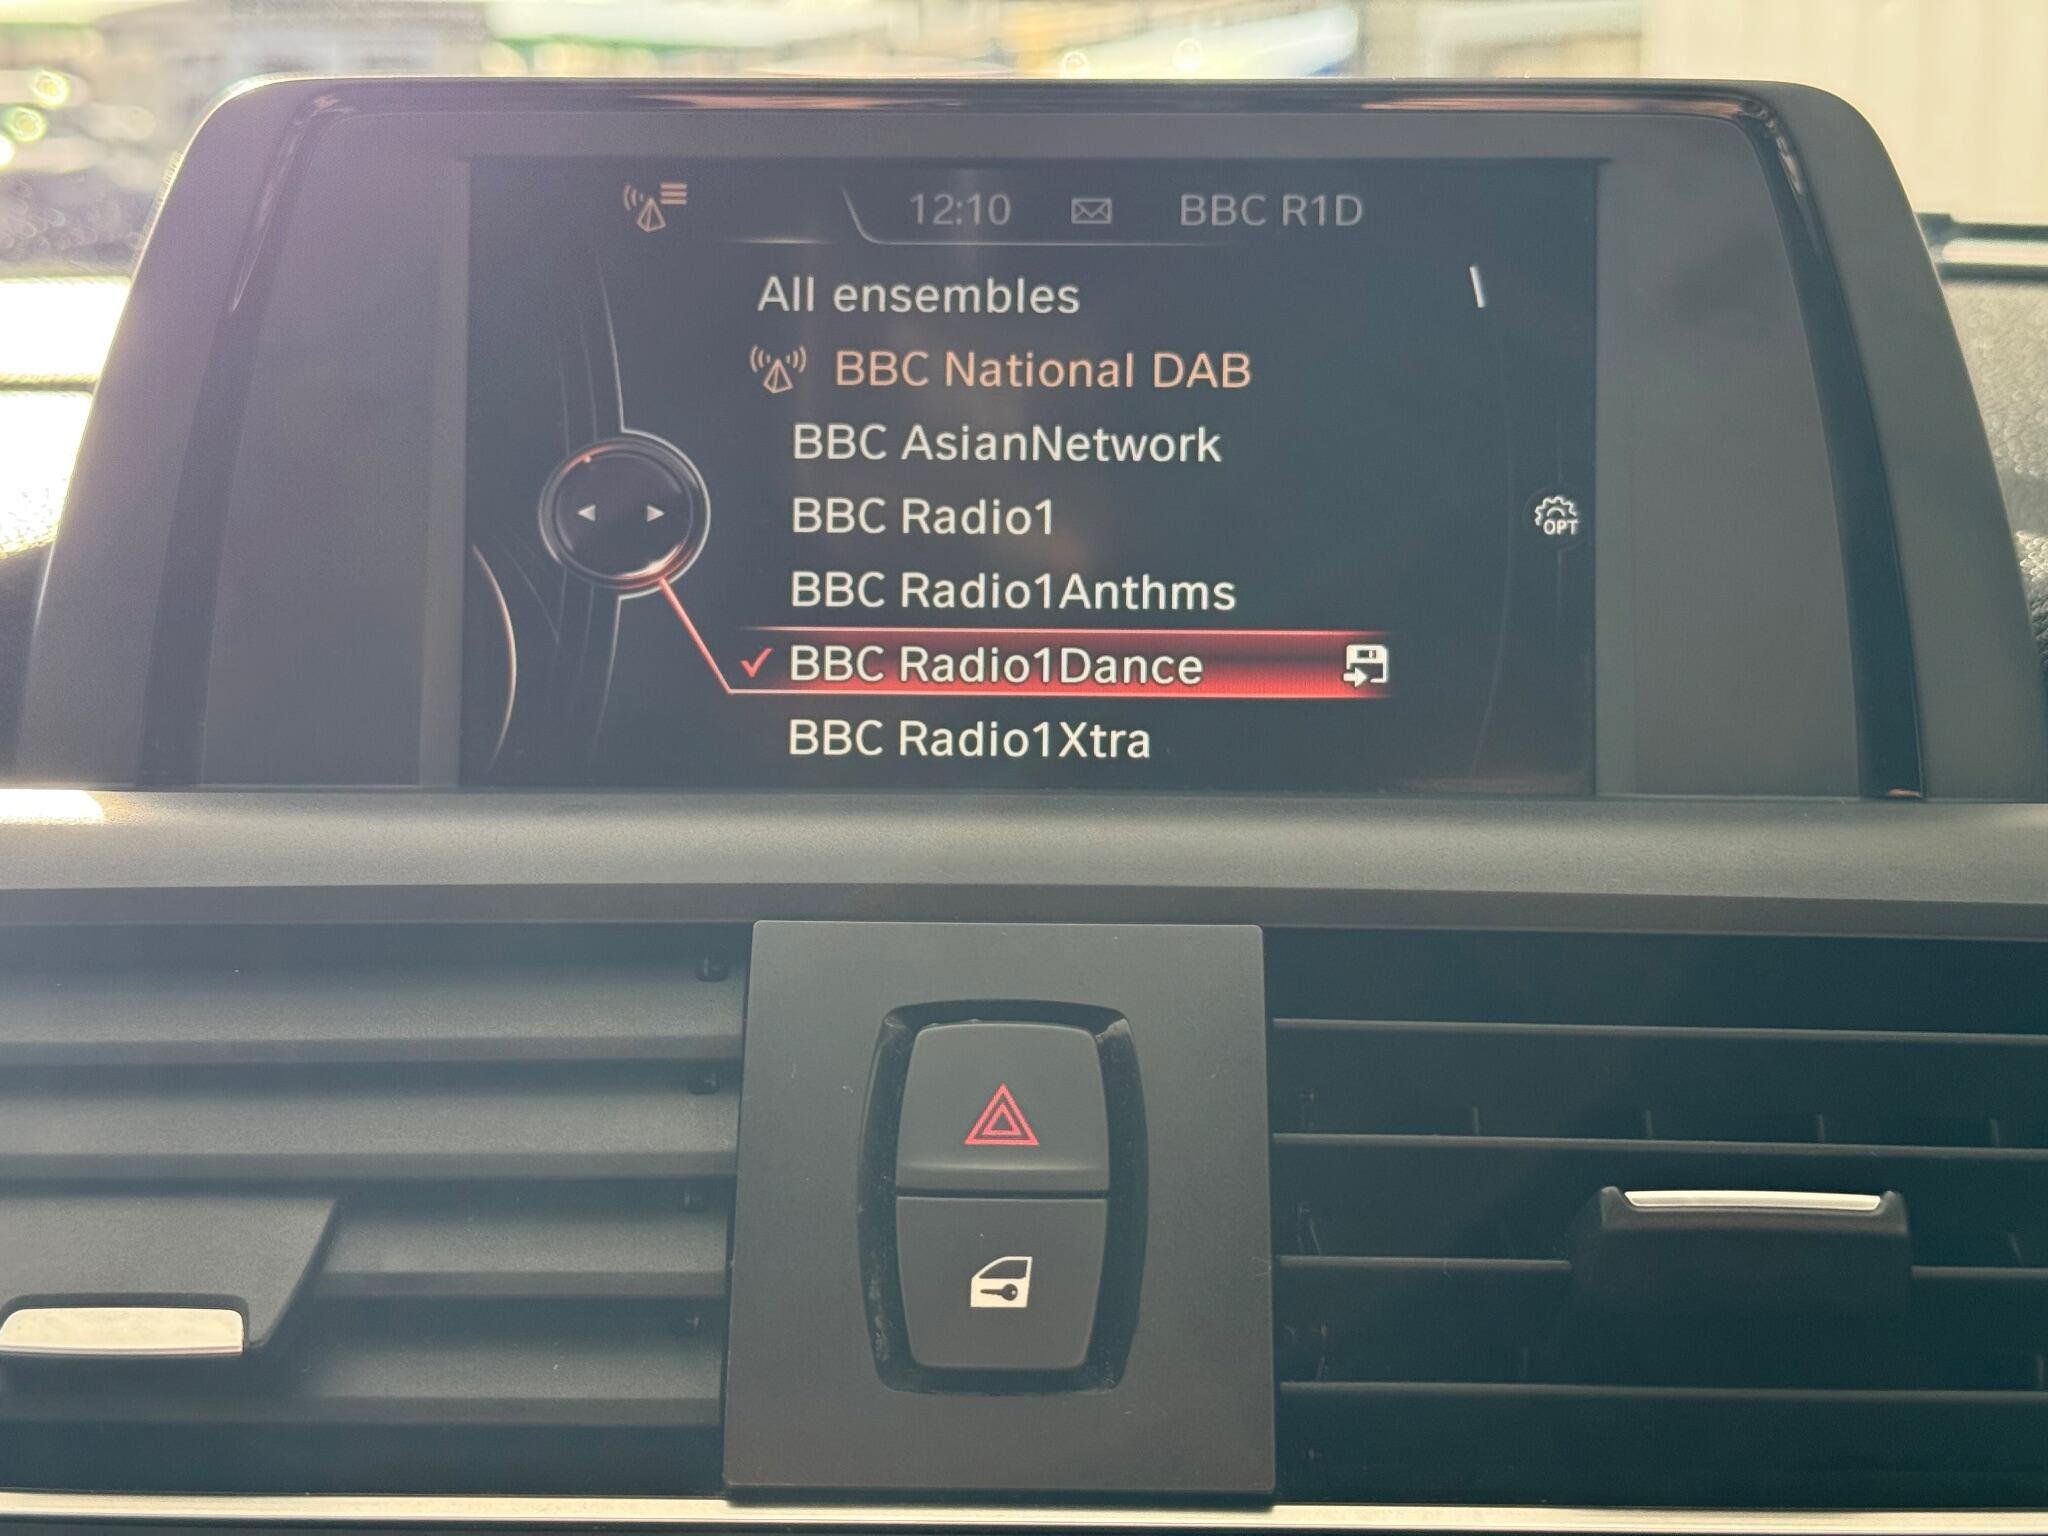 12:10 BBC R1D
All ensembles
BBC National DAB
BBC AsianNetwork
BBC Radio1
OPT
BBC Radio1Anthms
BBC Radio1Dance
BBC Radio1Xtra